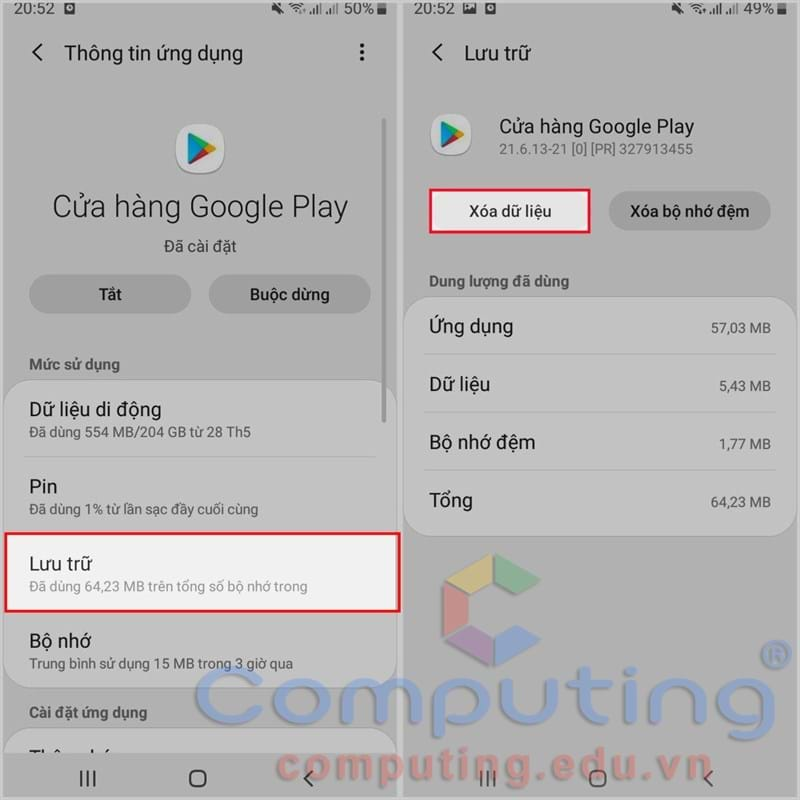 20:52 50%
Thông tin ứng dụng
Cửa hàng Google Play
Đã cài đặt
Tắt
Buộc dừng
Mức sử dụng
Dữ liệu di động
Đã dùng 554 MB/204 GB từ 28 Th5
Pin
Đã dùng 1% từ lần sạc đầy cuối cùng
Lưu trữ
Đã dùng 64,23 MB trên tổng số bộ nhớ trong
Bộ nhớ
Trung bình sử dụng 15 MB trong 3 giờ qua
Cài đặt ứng dụng
20:52 49%
Lưu trữ
Cửa hàng Google Play
21.6.13-21 [0] [PR] 327913455
Xóa dữ liệu
Xóa bộ nhớ đệm
Dung lượng đã dùng
Ứng dụng 57,03 MB
Dữ liệu 5,43 MB
Bộ nhớ đệm 1,77 MB
Tổng 64,23 MB
Computing®
computing.edu.vn